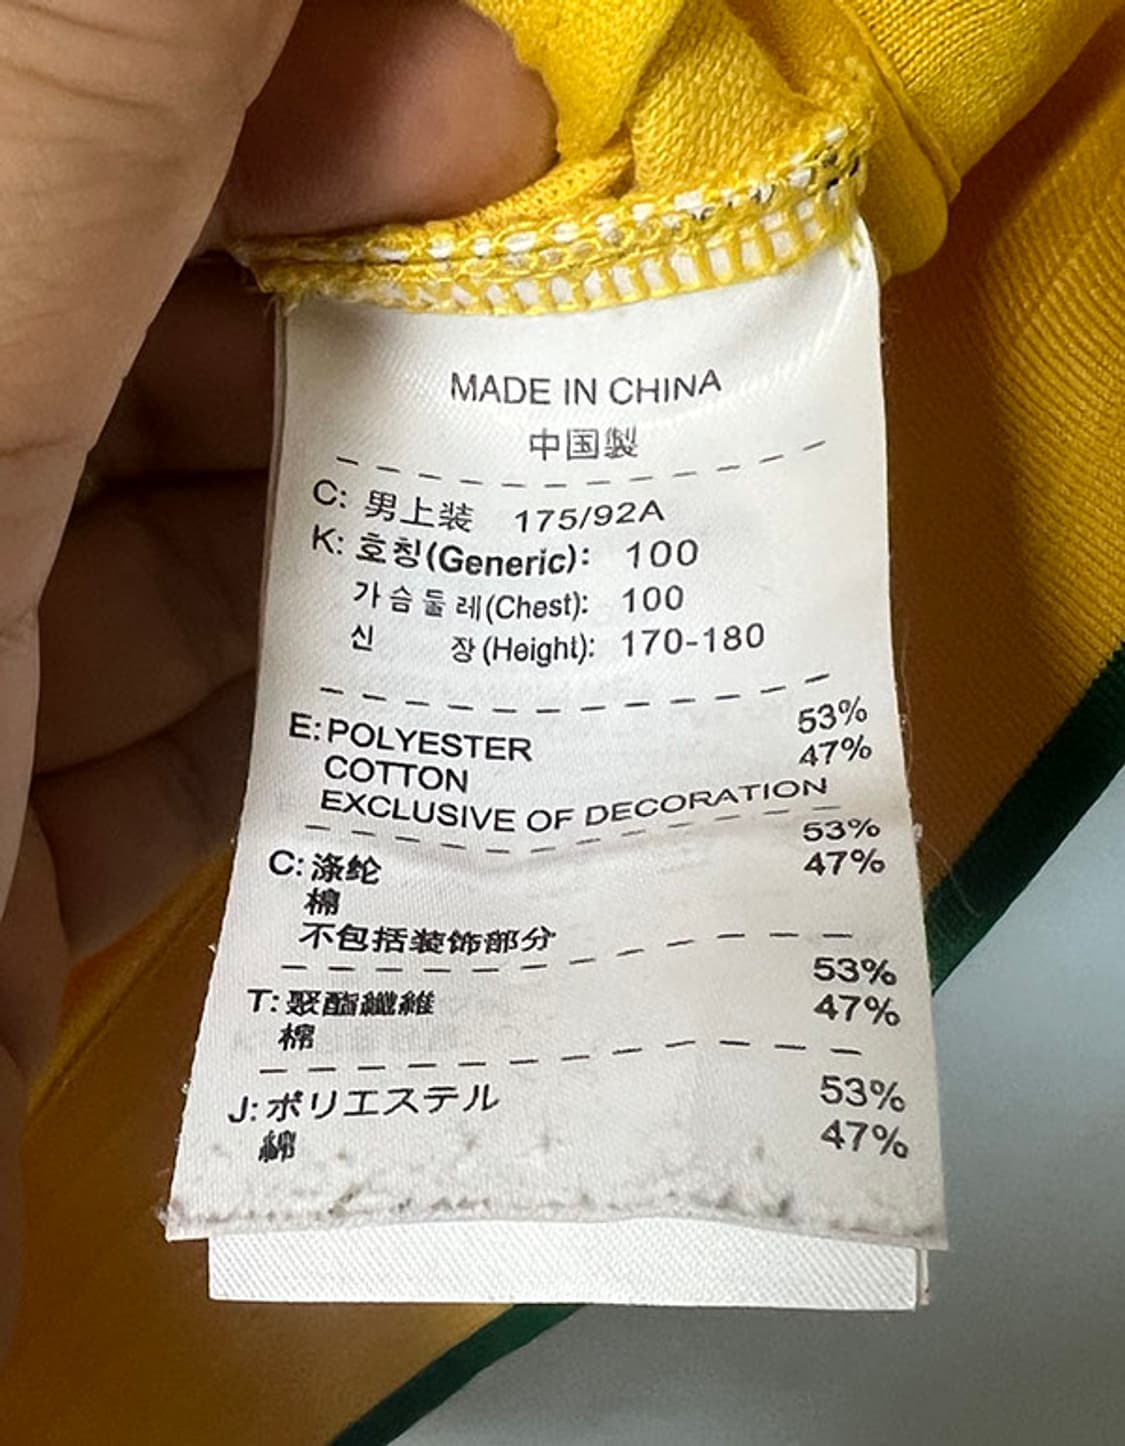 MADE IN CHINA
中国製
C: 男上装 175/92A
K: 호칭(Generic): 100
가슴둘레(Chest): 100
신 장(Height): 170-180
E: POLYESTER 53%
COTTON 47%
EXCLUSIVE OF DECORATION
C: 涤纶 53%
棉 47%
不包括装饰部分
T: 聚酯纖維 53%
棉 47%
J: ポリエステル 53%
綿 47%